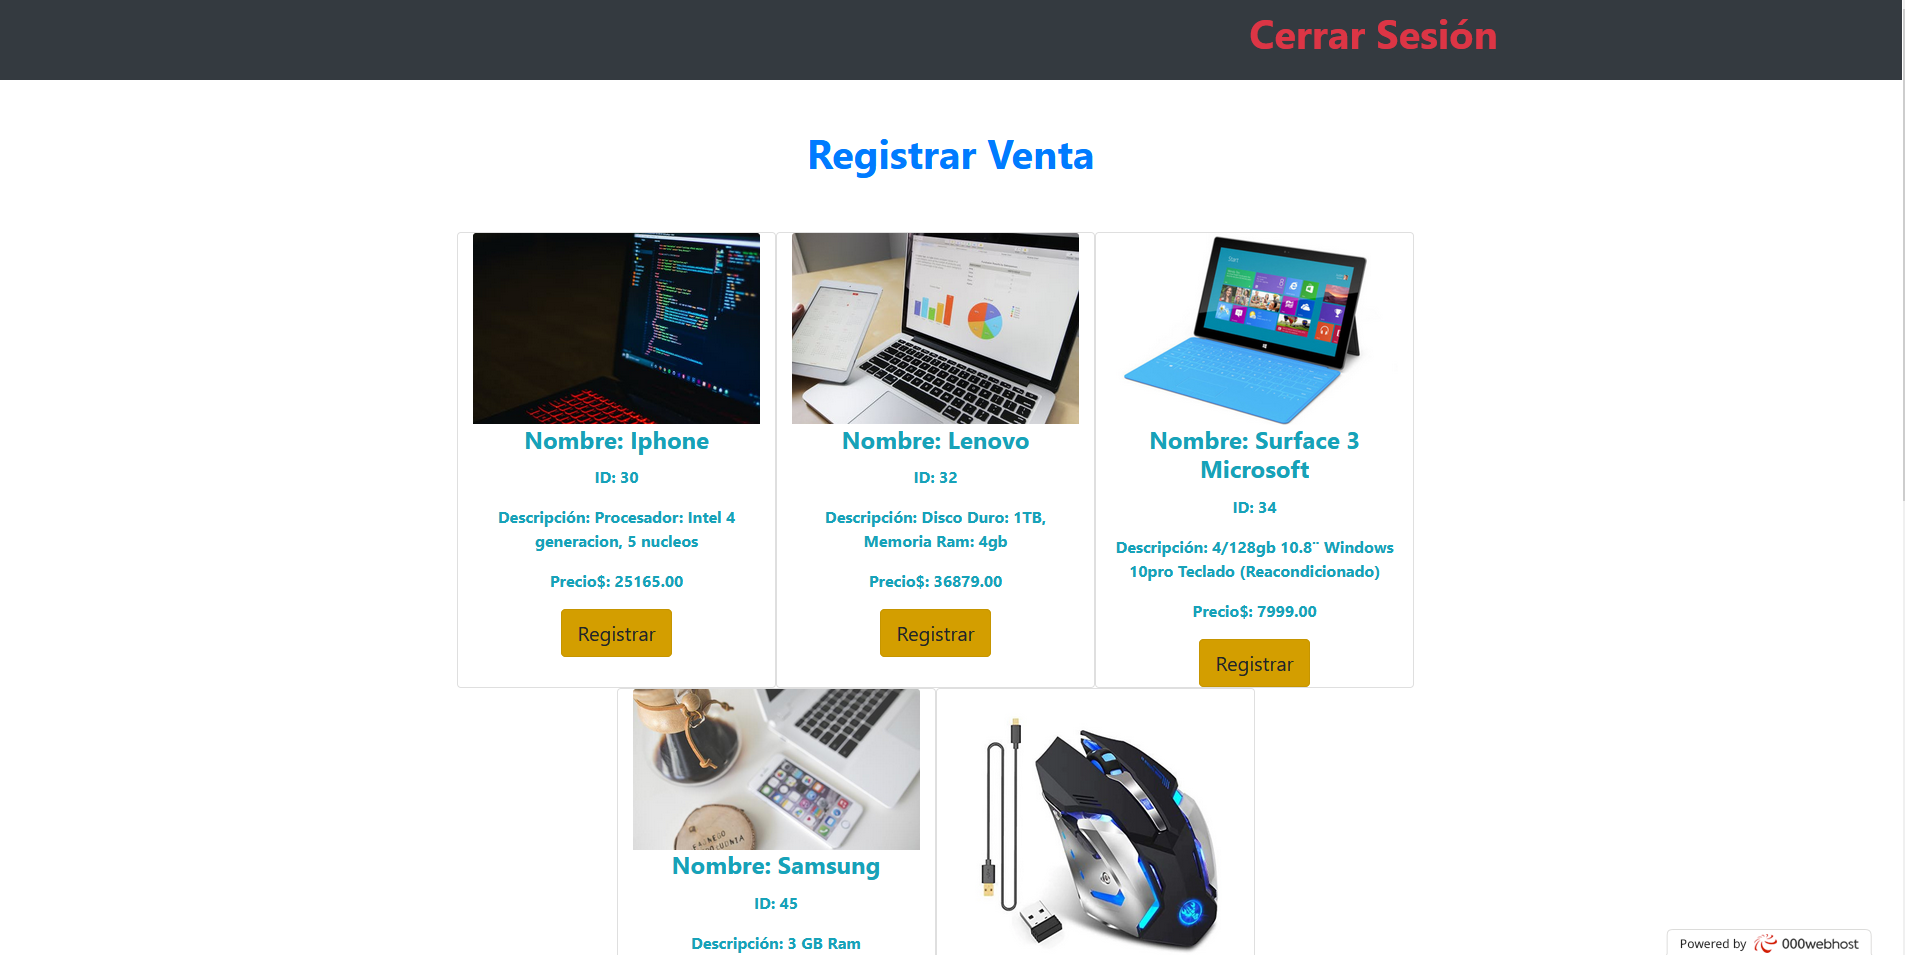 Cerrar Sesión
Registrar Venta
Nombre: Iphone
ID: 30
Descripción: Procesador: Intel 4
generacion, 5 nucleos
Precio$: 25165.00
Registrar
Nombre: Lenovo
ID: 32
Descripción: Disco Duro: 1TB,
Memoria Ram: 4gb
Precio$: 36879.00
Registrar
Start
Nombre: Surface 3
Microsoft
ID: 34
Descripción: 4/128gb 10.8¨ Windows
10pro Teclado (Reacondicionado)
Precio$: 7999.00
Registrar
Nombre: Samsung
ID: 45
Descripción: 3 GB Ram
Powered by 000webhost